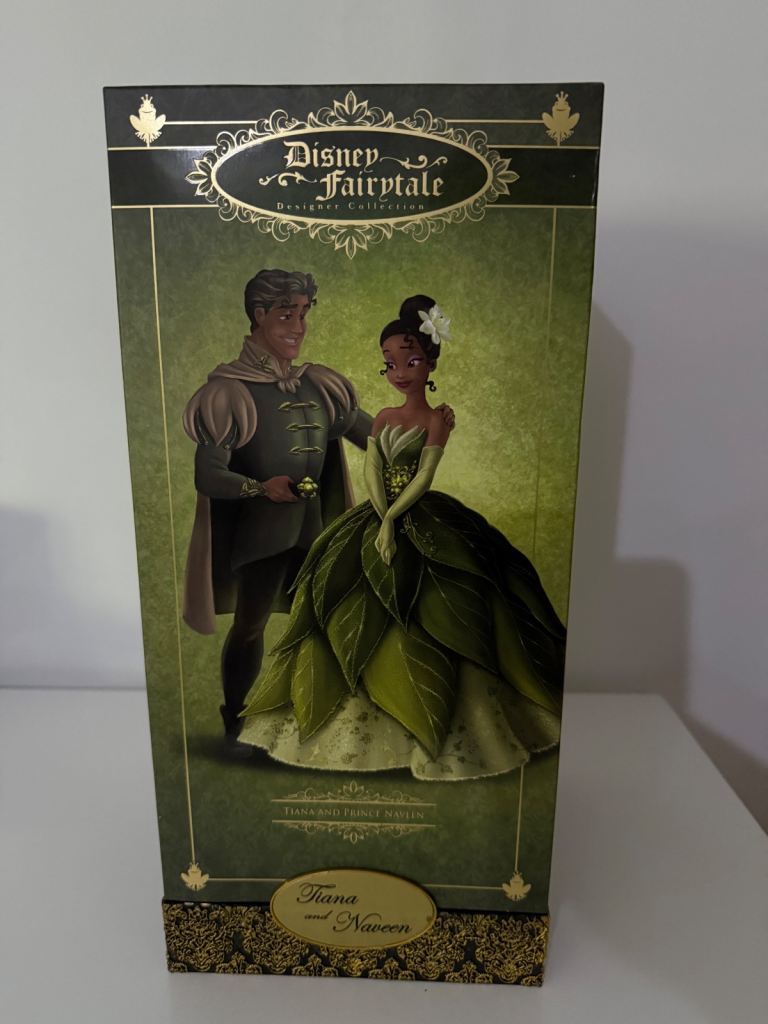 Disney
Fairytale
Designer Collection
TIANA AND PRINCE NAVEEN
Tiana
and Naveen